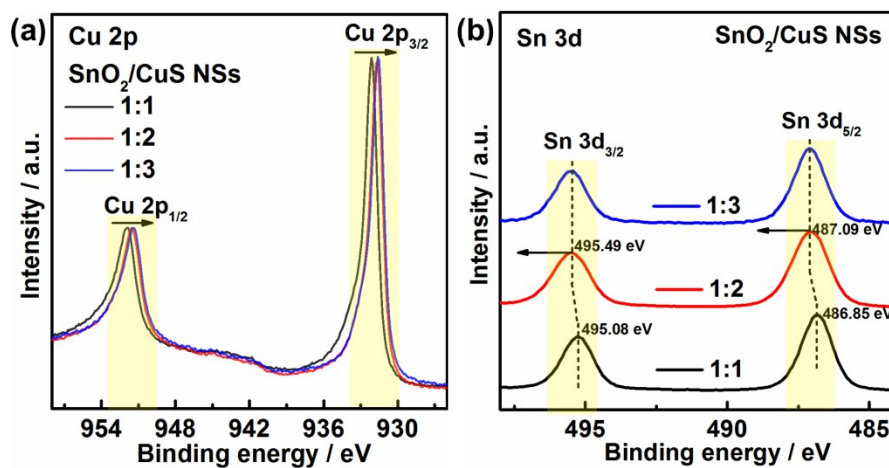 (a) Cu 2p
SnO₂/CuS NSs
1:1
1:2
1:3
Cu 2p₁/₂
Cu 2p₃/₂
Intensity / a.u.
954 948 942 936 930
Binding energy / eV
(b) Sn 3d
SnO₂/CuS NSs
Sn 3d₃/₂
Sn 3d₅/₂
1:3
495.49 eV
487.09 eV
1:2
495.08 eV
486.85 eV
1:1
Intensity / a.u.
495 490 485
Binding energy / eV